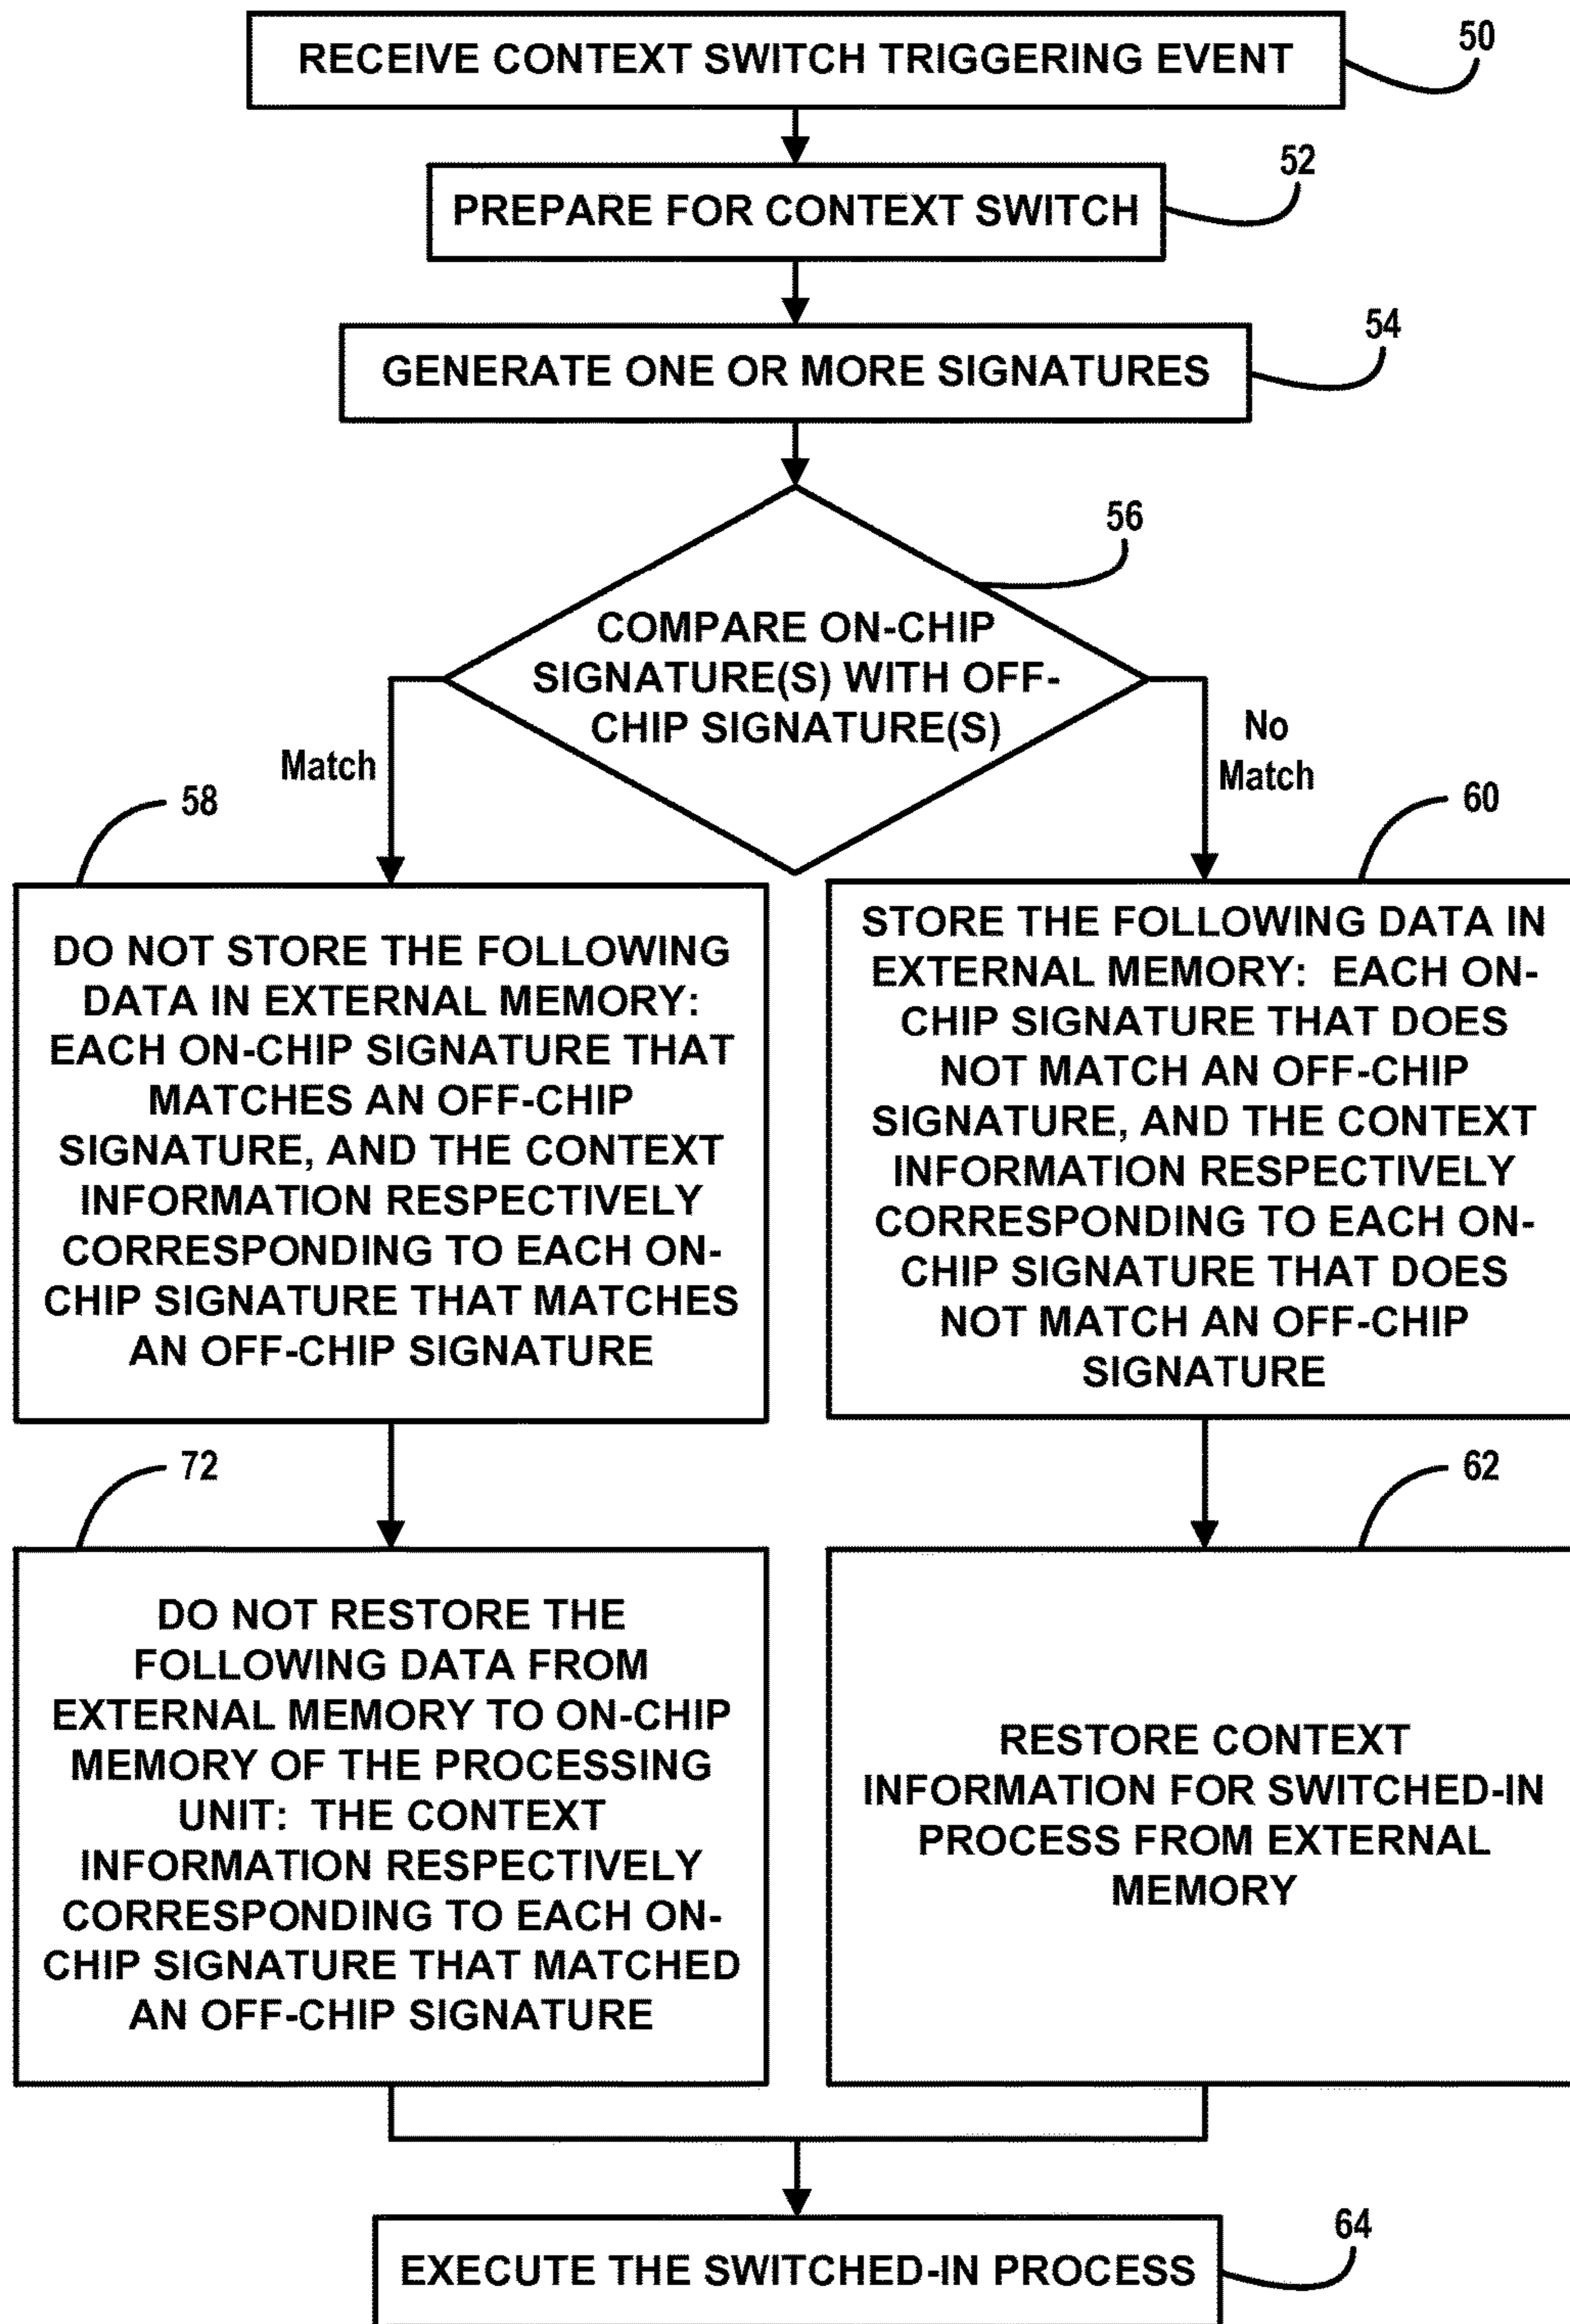 RECEIVE CONTEXT SWITCH TRIGGERING EVENT
50
PREPARE FOR CONTEXT SWITCH
52
GENERATE ONE OR MORE SIGNATURES
54
56
COMPARE ON-CHIP
SIGNATURE(S) WITH OFF-
CHIP SIGNATURE(S)
Match
No
Match
58
DO NOT STORE THE FOLLOWING
DATA IN EXTERNAL MEMORY:
EACH ON-CHIP SIGNATURE THAT
MATCHES AN OFF-CHIP
SIGNATURE, AND THE CONTEXT
INFORMATION RESPECTIVELY
CORRESPONDING TO EACH ON-
CHIP SIGNATURE THAT MATCHES
AN OFF-CHIP SIGNATURE
60
STORE THE FOLLOWING DATA IN
EXTERNAL MEMORY: EACH ON-
CHIP SIGNATURE THAT DOES
NOT MATCH AN OFF-CHIP
SIGNATURE, AND THE CONTEXT
INFORMATION RESPECTIVELY
CORRESPONDING TO EACH ON-
CHIP SIGNATURE THAT DOES
NOT MATCH AN OFF-CHIP
SIGNATURE
72
DO NOT RESTORE THE
FOLLOWING DATA FROM
EXTERNAL MEMORY TO ON-CHIP
MEMORY OF THE PROCESSING
UNIT: THE CONTEXT
INFORMATION RESPECTIVELY
CORRESPONDING TO EACH ON-
CHIP SIGNATURE THAT MATCHED
AN OFF-CHIP SIGNATURE
62
RESTORE CONTEXT
INFORMATION FOR SWITCHED-IN
PROCESS FROM EXTERNAL
MEMORY
64
EXECUTE THE SWITCHED-IN PROCESS